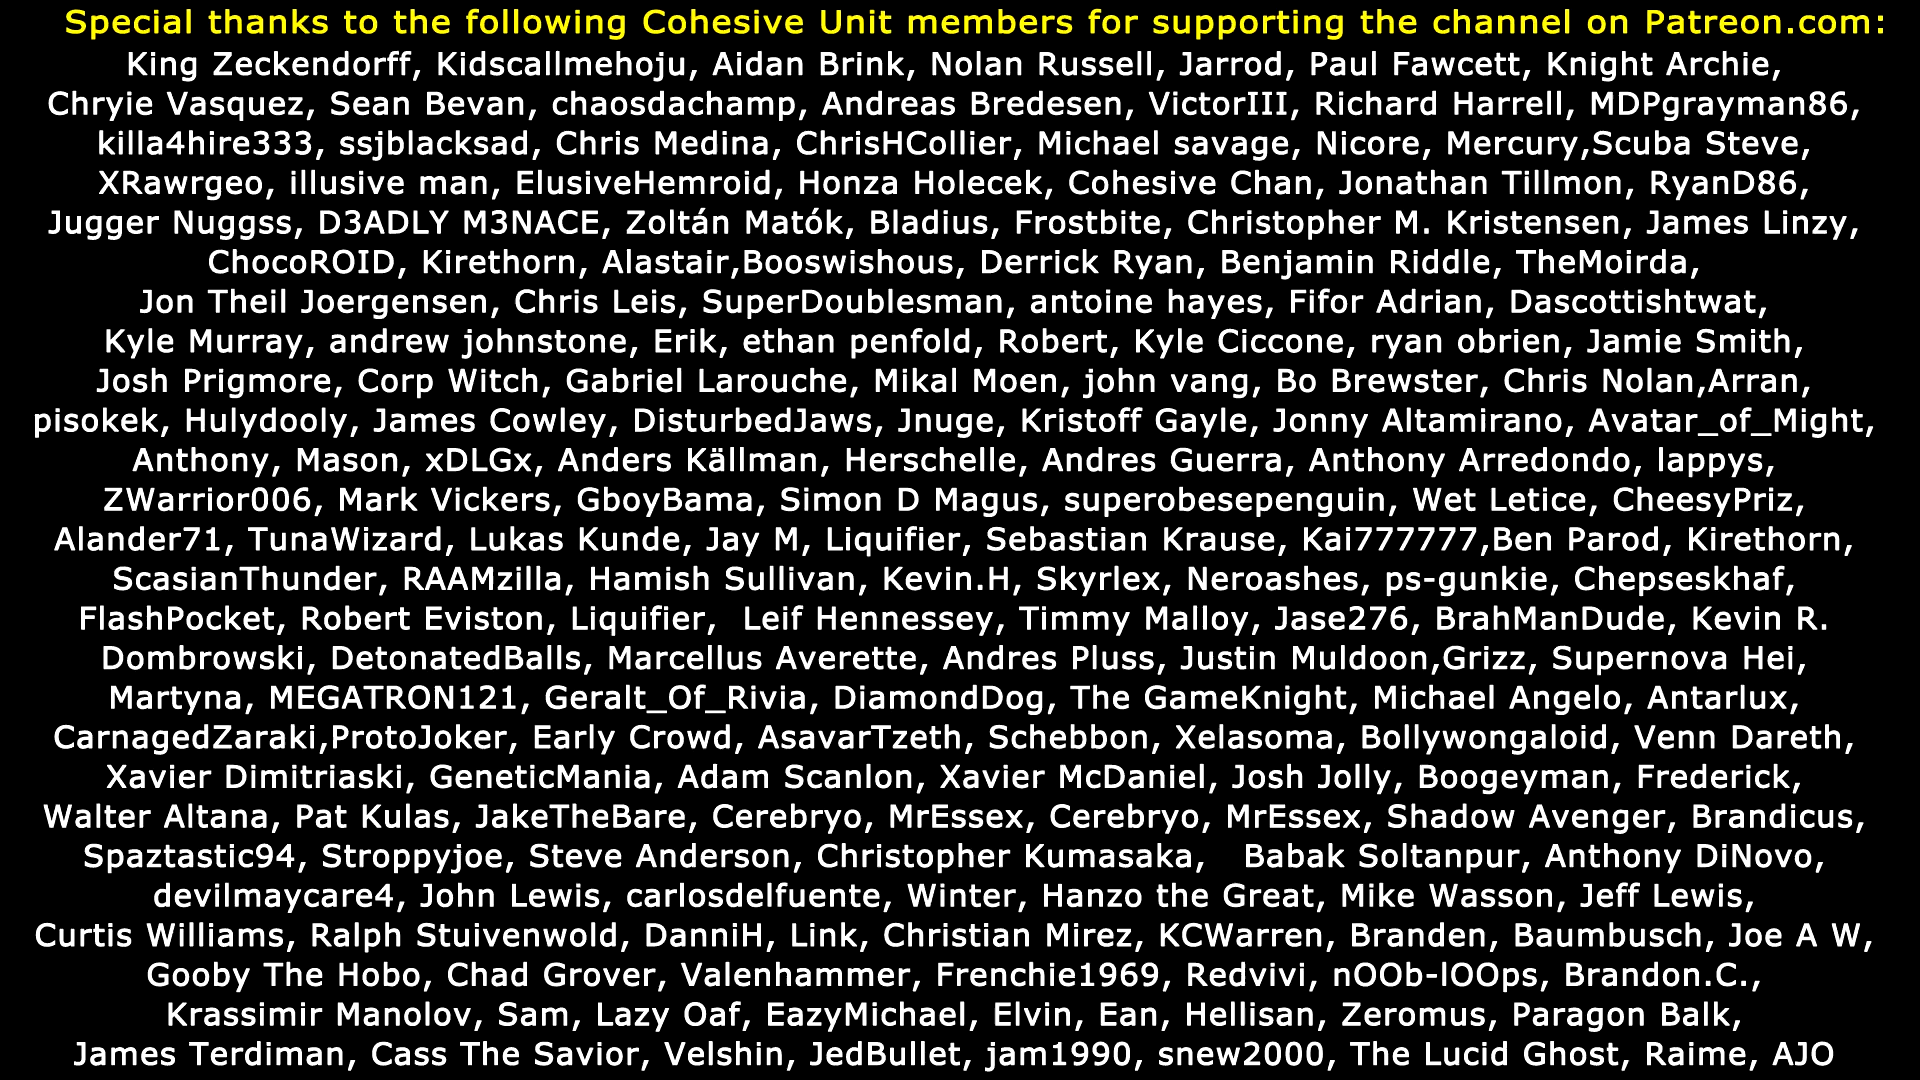 Special thanks to the following Cohesive Unit members for supporting the channel on Patreon.com:
King Zeckendorff, Kidscallmehoju, Aidan Brink, Nolan Russell, Jarrod, Paul Fawcett, Knight Archie,
Chryie Vasquez, Sean Bevan, chaosdachamp, Andreas Bredesen, VictorIII, Richard Harrell, MDPgrayman86,
killa4hire333, ssjblacksad, Chris Medina, ChrisHCollier, Michael savage, Nicore, Mercury,Scuba Steve,
XRawrgeo, illusive man, ElusiveHemroid, Honza Holecek, Cohesive Chan, Jonathan Tillmon, RyanD86,
Jugger Nuggss, D3ADLY M3NACE, Zoltán Matók, Bladius, Frostbite, Christopher M. Kristensen, James Linzy,
ChocoROID, Kirethorn, Alastair,Booswishous, Derrick Ryan, Benjamin Riddle, TheMoirda,
Jon Theil Joergensen, Chris Leis, SuperDoublesman, antoine hayes, Fifor Adrian, Dascottishtwat,
Kyle Murray, andrew johnstone, Erik, ethan penfold, Robert, Kyle Ciccone, ryan obrien, Jamie Smith,
Josh Prigmore, Corp Witch, Gabriel Larouche, Mikal Moen, john vang, Bo Brewster, Chris Nolan,Arran,
pisokek, Hulydooly, James Cowley, DisturbedJaws, Jnuge, Kristoff Gayle, Jonny Altamirano, Avatar_of_Might,
Anthony, Mason, xDLGx, Anders Källman, Herschelle, Andres Guerra, Anthony Arredondo, lappys,
ZWarrior006, Mark Vickers, GboyBama, Simon D Magus, superobesepenguin, Wet Letice, CheesyPriz,
Alander71, TunaWizard, Lukas Kunde, Jay M, Liquifier, Sebastian Krause, Kai777777,Ben Parod, Kirethorn,
ScasianThunder, RAAMzilla, Hamish Sullivan, Kevin.H, Skyrlex, Neroashes, ps-gunkie, Chepseskhaf,
FlashPocket, Robert Eviston, Liquifier,  Leif Hennessey, Timmy Malloy, Jase276, BrahManDude, Kevin R.
Dombrowski, DetonatedBalls, Marcellus Averette, Andres Pluss, Justin Muldoon,Grizz, Supernova Hei,
Martyna, MEGATRON121, Geralt_Of_Rivia, DiamondDog, The GameKnight, Michael Angelo, Antarlux,
CarnagedZaraki,ProtoJoker, Early Crowd, AsavarTzeth, Schebbon, Xelasoma, Bollywongaloid, Venn Dareth,
Xavier Dimitriaski, GeneticMania, Adam Scanlon, Xavier McDaniel, Josh Jolly, Boogeyman, Frederick,
Walter Altana, Pat Kulas, JakeTheBare, Cerebryo, MrEssex, Cerebryo, MrEssex, Shadow Avenger, Brandicus,
Spaztastic94, Stroppyjoe, Steve Anderson, Christopher Kumasaka,   Babak Soltanpur, Anthony DiNovo,
devilmaycare4, John Lewis, carlosdelfuente, Winter, Hanzo the Great, Mike Wasson, Jeff Lewis,
Curtis Williams, Ralph Stuivenwold, DanniH, Link, Christian Mirez, KCWarren, Branden, Baumbusch, Joe A W,
Gooby The Hobo, Chad Grover, Valenhammer, Frenchie1969, Redvivi, nOOb-lOOps, Brandon.C.,
Krassimir Manolov, Sam, Lazy Oaf, EazyMichael, Elvin, Ean, Hellisan, Zeromus, Paragon Balk,
James Terdiman, Cass The Savior, Velshin, JedBullet, jam1990, snew2000, The Lucid Ghost, Raime, AJO